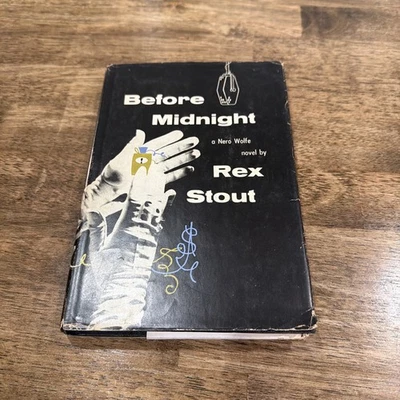 Before
Midnight
a Nero Wolfe
novel by
Rex
Stout